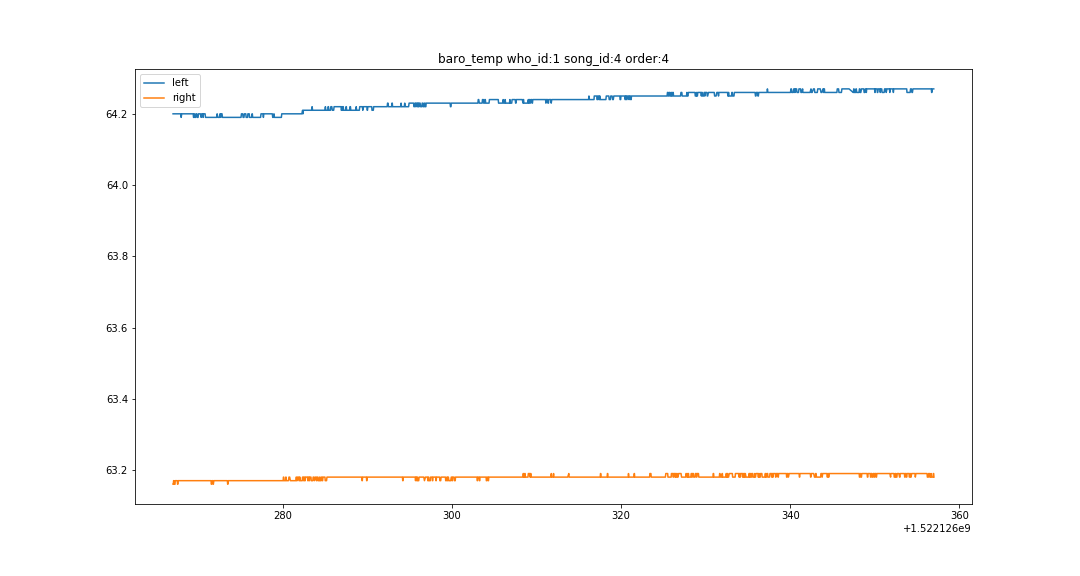 baro_temp who_id:1 song_id:4 order:4
left
right
64.2
64.0
63.8
63.6
63.4
63.2
280 300 320 340 360
+1.522126e9